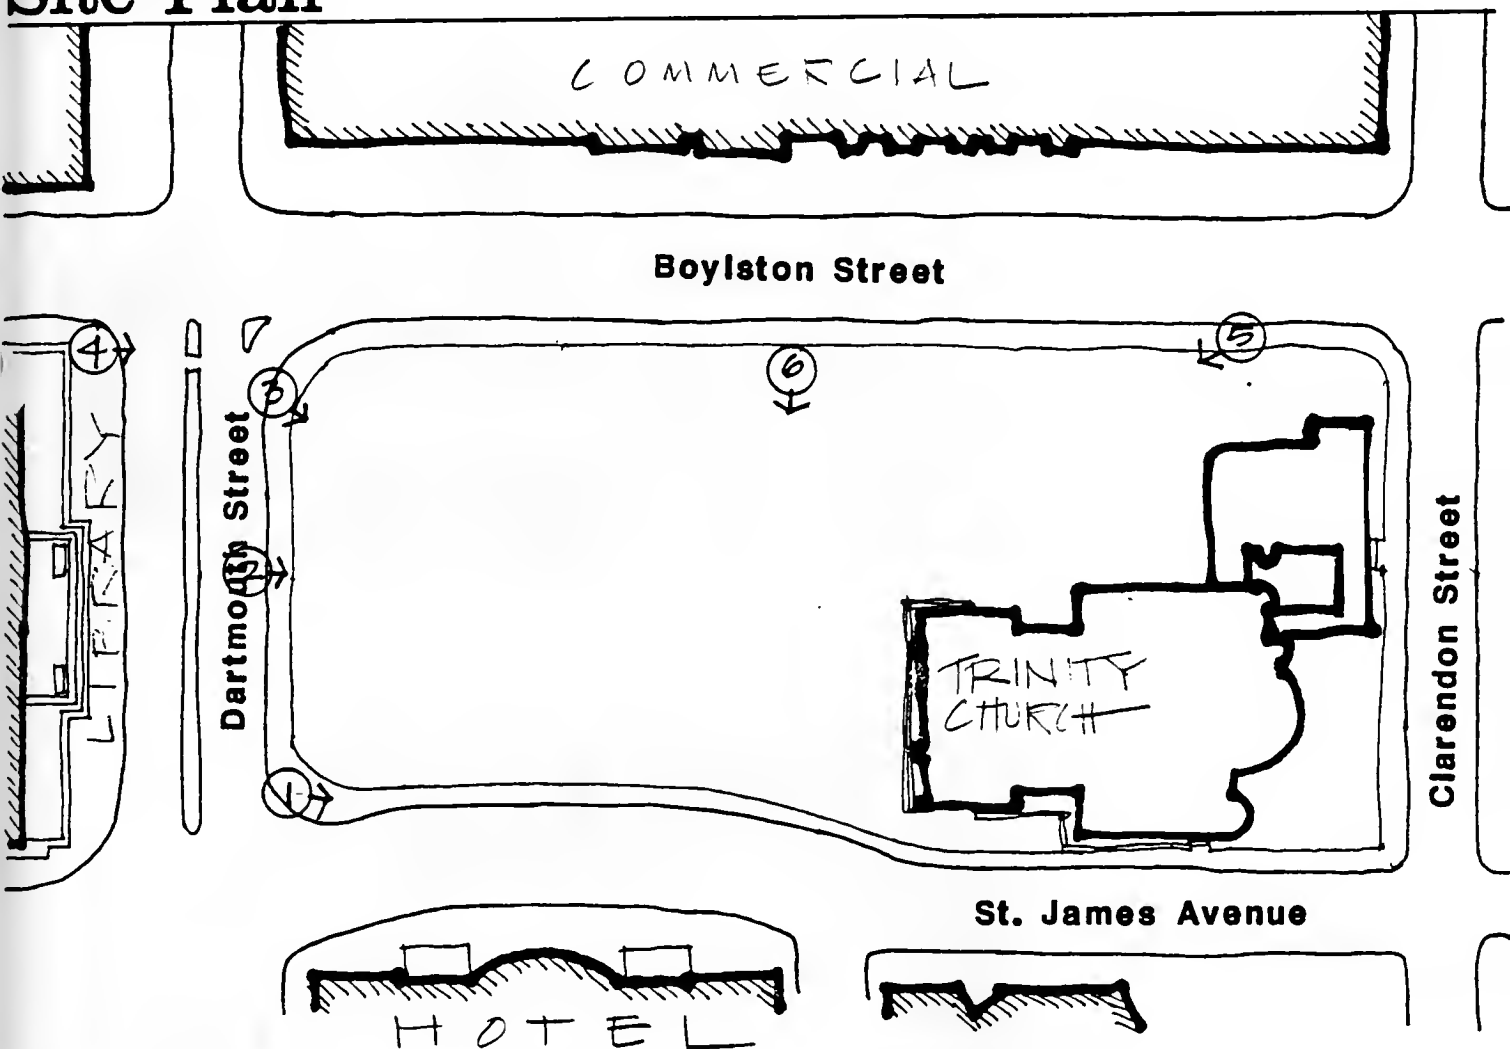 Site Plan
COMMERCIAL
Boylston Street
4
5
6
3
LIBRARY
Dartmouth Street
TRINITY
CHURCH
Clarendon Street
1
St. James Avenue
HOTEL